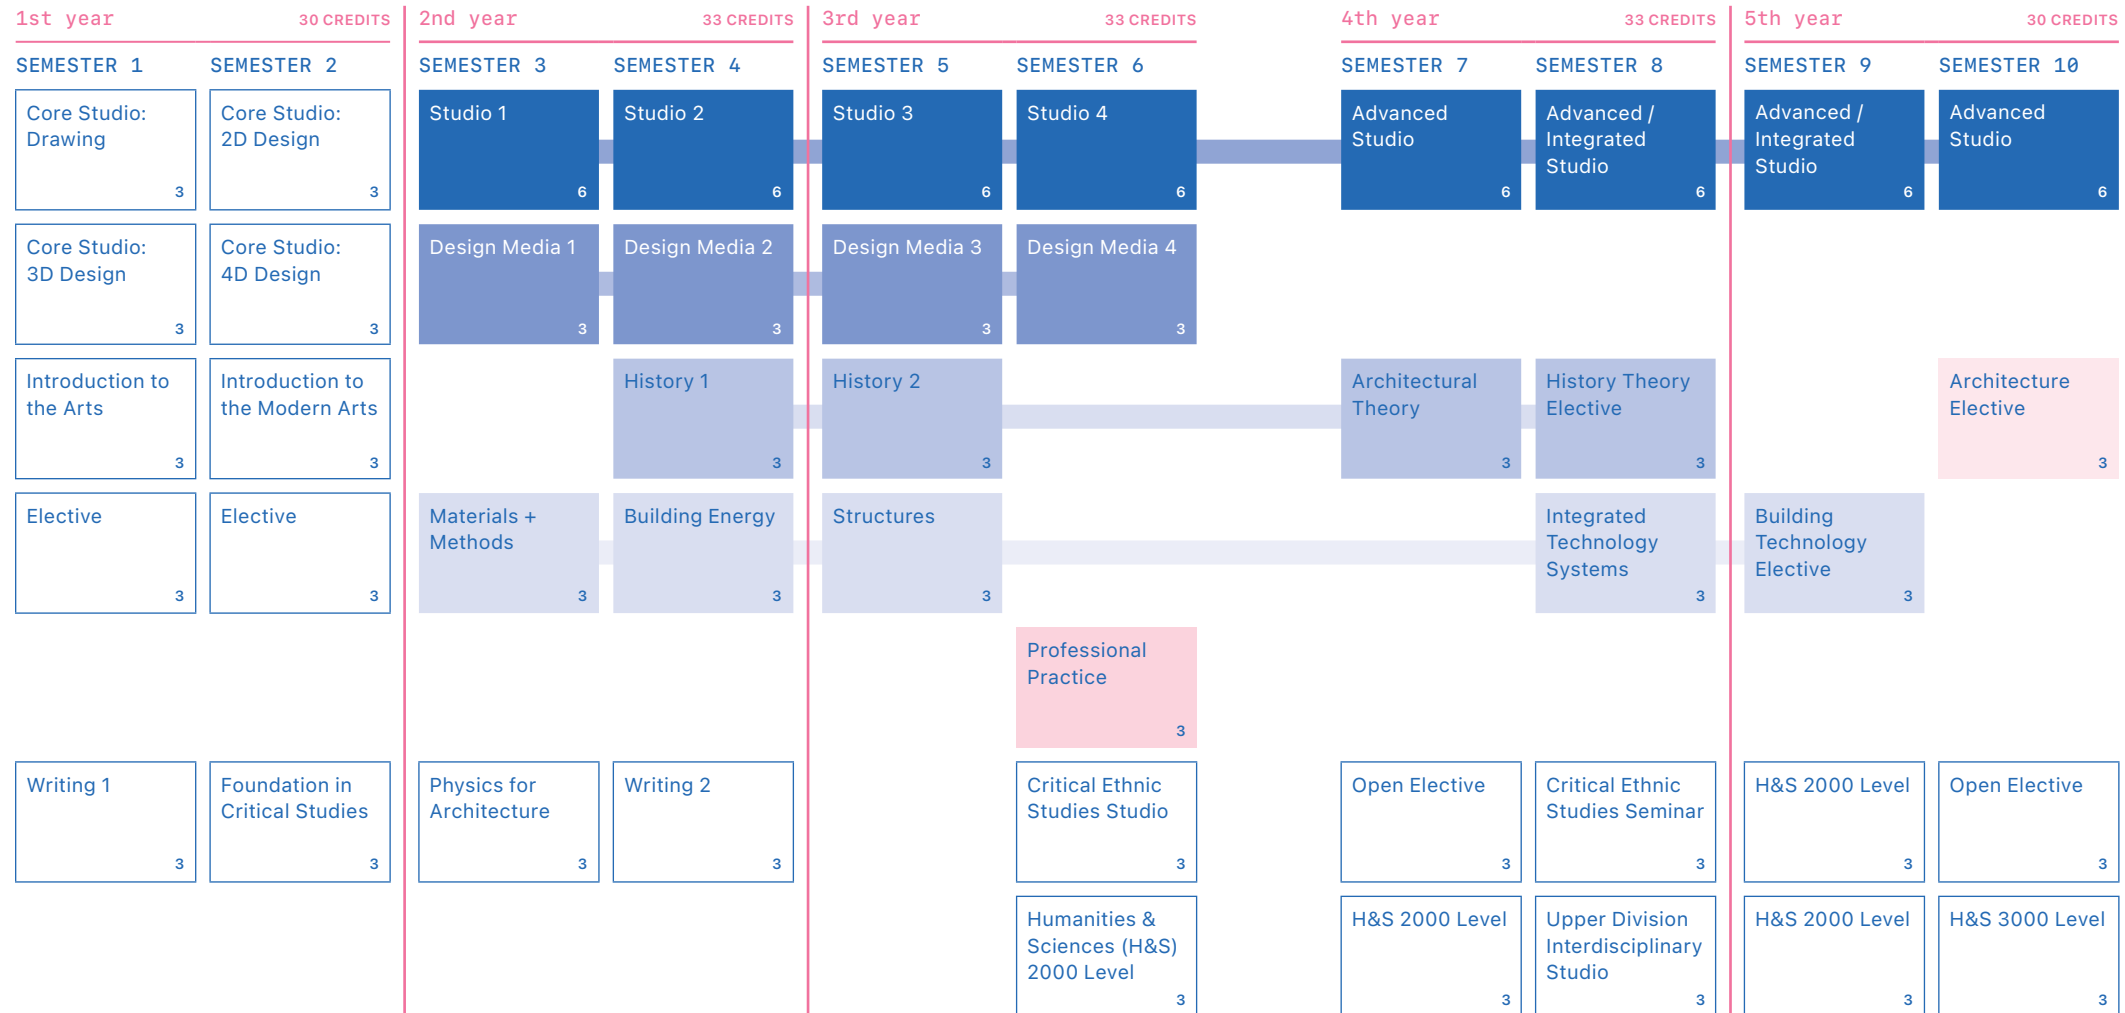 1st year
30 CREDITS
2nd year
33 CREDITS
3rd year
33 CREDITS
4th year
33 CREDITS
5th year
30 CREDITS
SEMESTER 1
SEMESTER 2
SEMESTER 3
SEMESTER 4
SEMESTER 5
SEMESTER 6
SEMESTER 7
SEMESTER 8
SEMESTER 9
SEMESTER 10
Core Studio:
Drawing
3
Core Studio:
2D Design
3
Studio 1
6
Studio 2
6
Studio 3
6
Studio 4
6
Advanced
Studio
6
Advanced /
Integrated
Studio
6
Advanced /
Integrated
Studio
6
Advanced
Studio
6
Core Studio:
3D Design
3
Core Studio:
4D Design
3
Design Media 1
3
Design Media 2
3
Design Media 3
3
Design Media 4
3
Introduction to
the Arts
3
Introduction to
the Modern Arts
3
History 1
3
History 2
3
Architectural
Theory
3
History Theory
Elective
3
Architecture
Elective
3
Elective
3
Elective
3
Materials +
Methods
3
Building Energy
3
Structures
3
Integrated
Technology
Systems
3
Building
Technology
Elective
3
Professional
Practice
3
Writing 1
3
Foundation in
Critical Studies
3
Physics for
Architecture
3
Writing 2
3
Critical Ethnic
Studies Studio
3
Open Elective
3
Critical Ethnic
Studies Seminar
3
H&S 2000 Level
3
Open Elective
3
Humanities &
Sciences (H&S)
2000 Level
3
H&S 2000 Level
3
Upper Division
Interdisciplinary
Studio
3
H&S 2000 Level
3
H&S 3000 Level
3